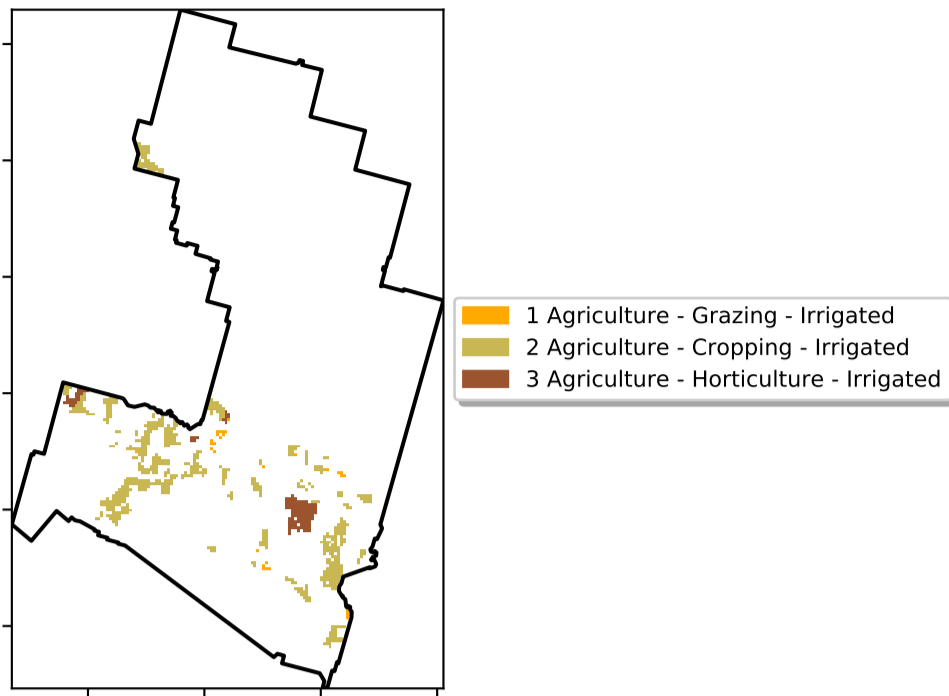 1 Agriculture - Grazing - Irrigated
2 Agriculture - Cropping - Irrigated
3 Agriculture - Horticulture - Irrigated